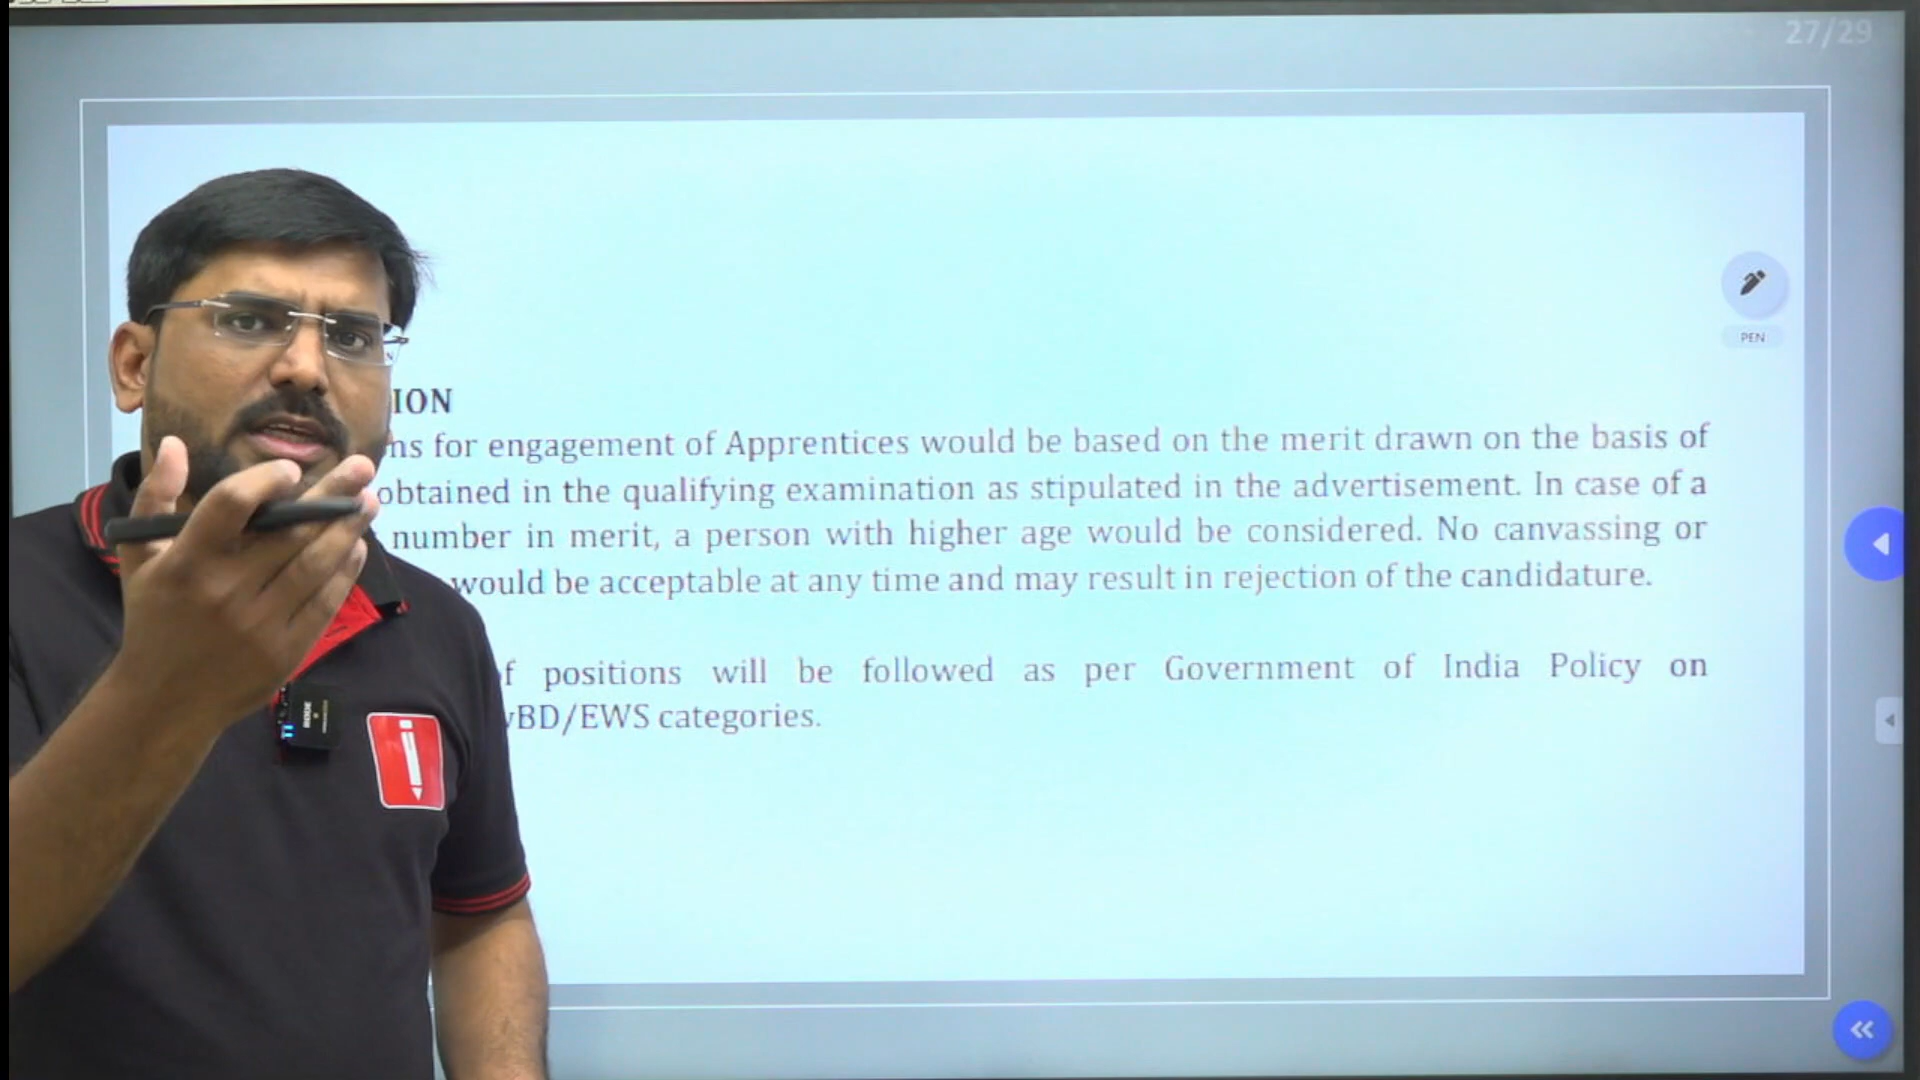 27/29
PEN
ION
ns for engagement of Apprentices would be based on the merit drawn on the basis of
obtained in the qualifying examination as stipulated in the advertisement. In case of a
number in merit, a person with higher age would be considered. No canvassing or
would be acceptable at any time and may result in rejection of the candidature.
f positions will be followed as per Government of India Policy on
wBD/EWS categories.
RODE